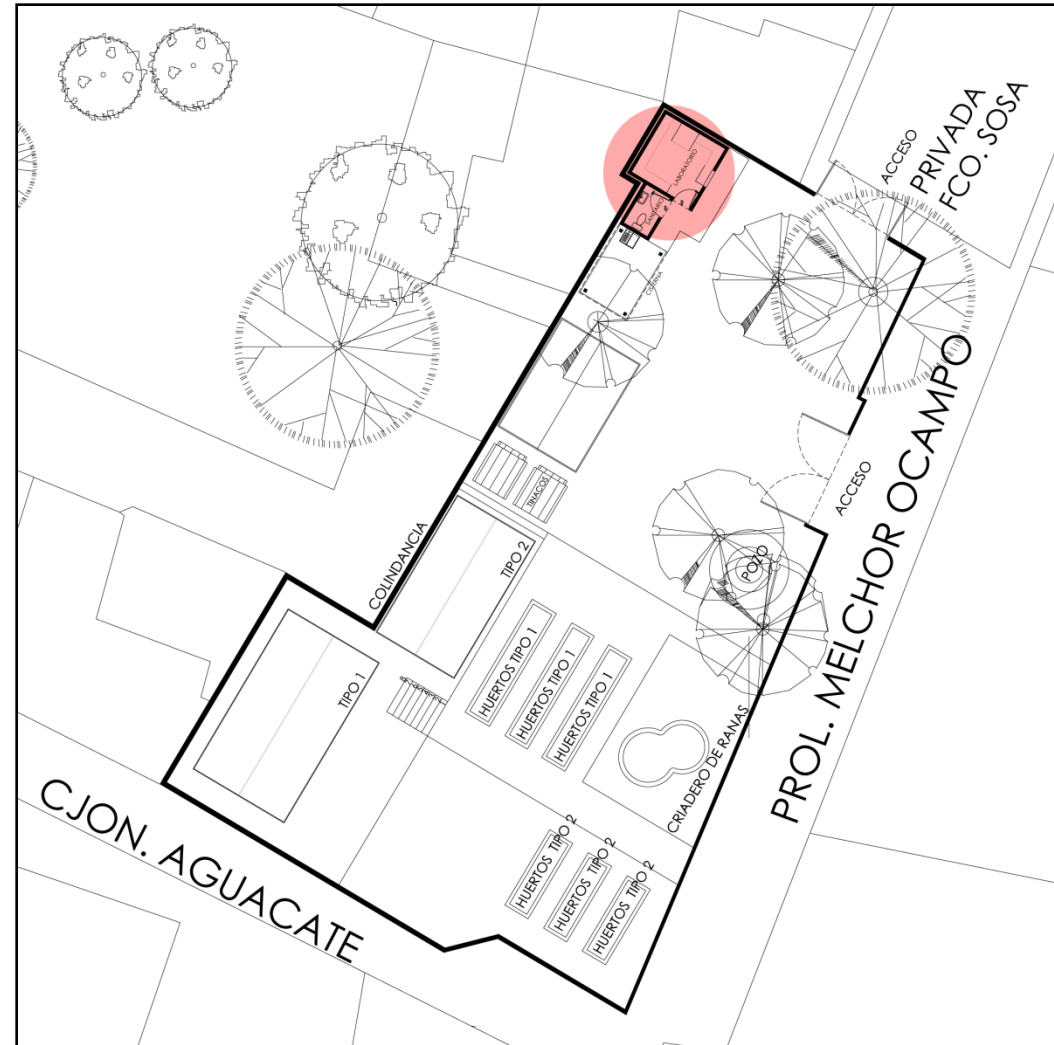 PRIVADA
FCO. SOSA
ACCESO
LABORATORIO
SANITARIO
COCINA
PROL. MELCHOR OCAMPO
ACCESO
TINACOS
POZO
COLINDANCIA
TIPO 2
TIPO 1
HUERTOS TIPO 1
HUERTOS TIPO 1
HUERTOS TIPO 1
CRIADERO DE RANAS
HUERTOS TIPO 2
HUERTOS TIPO 2
HUERTOS TIPO 2
CJON. AGUACATE